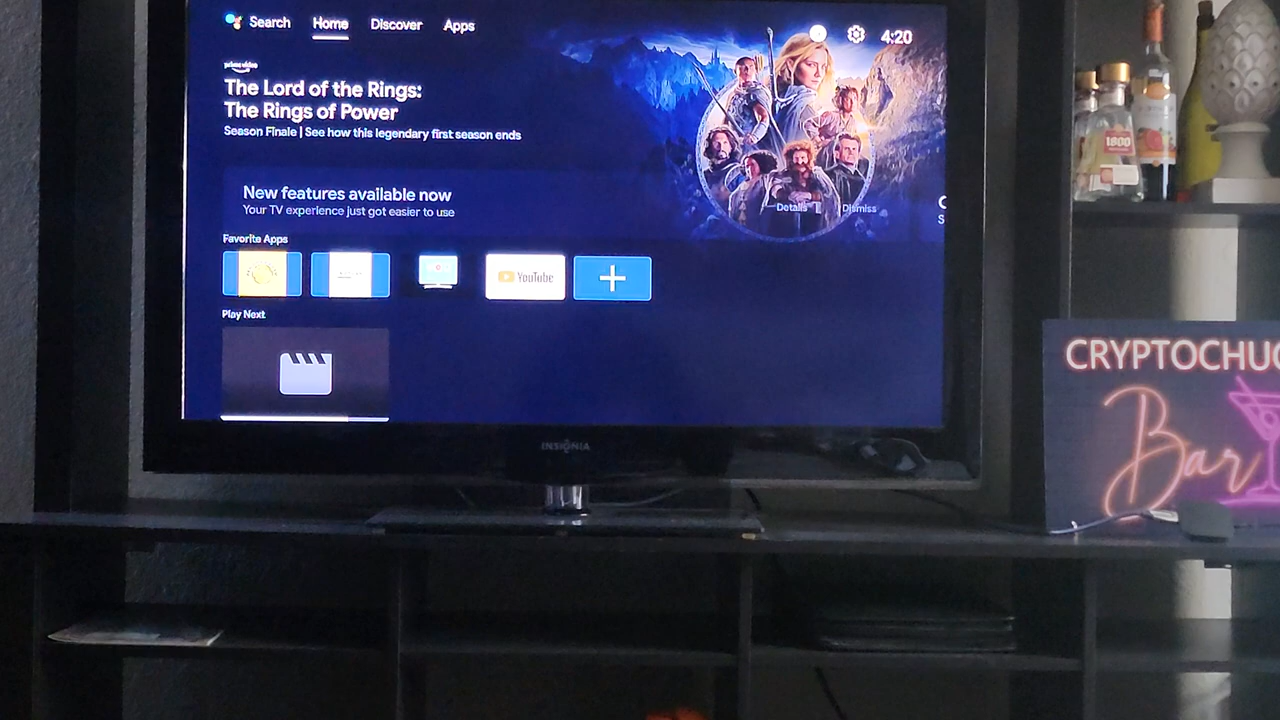 Search Home Discover Apps
4:20
prime video
The Lord of the Rings:
The Rings of Power
Season Finale | See how this legendary first season ends
New features available now
Your TV experience just got easier to use
Details Dismiss
Favorite Apps
YouTube
Play Next
INSIGNIA
1800
CRYPTOCHUC
Bar